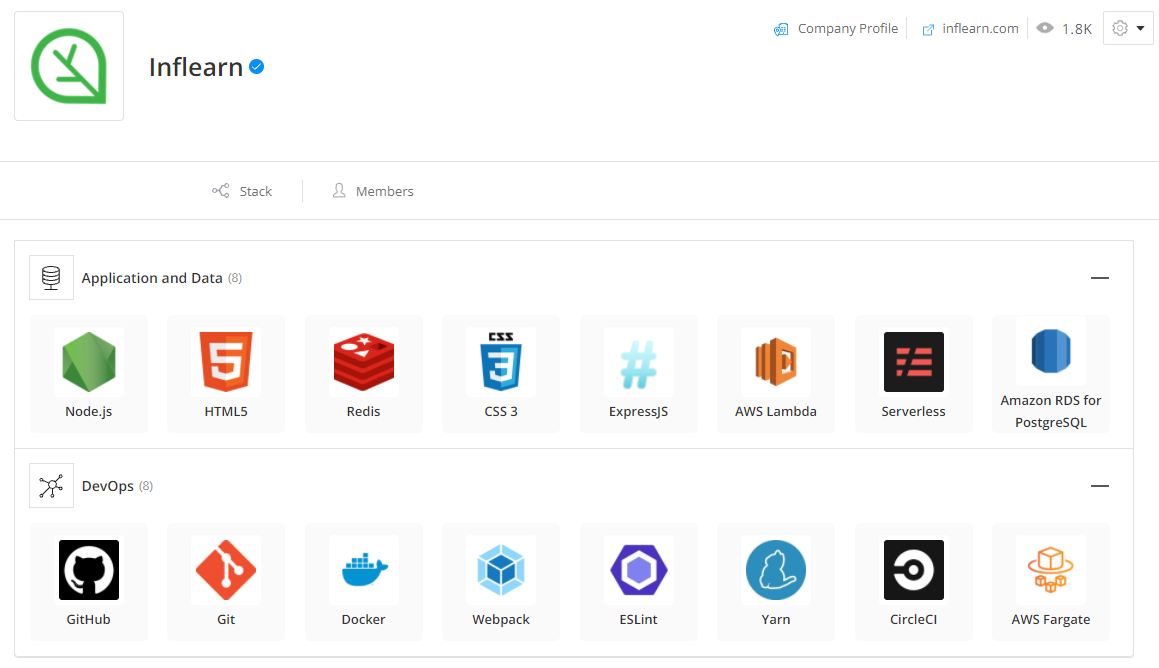 Company Profile
inflearn.com
1.8K
Inflearn
Stack
Members
Application and Data (8)
Node.js
HTML5
Redis
CSS
3
CSS 3
#
ExpressJS
AWS Lambda
Serverless
Amazon RDS for
PostgreSQL
DevOps (8)
GitHub
Git
Docker
Webpack
ESLint
Yarn
CircleCI
AWS Fargate